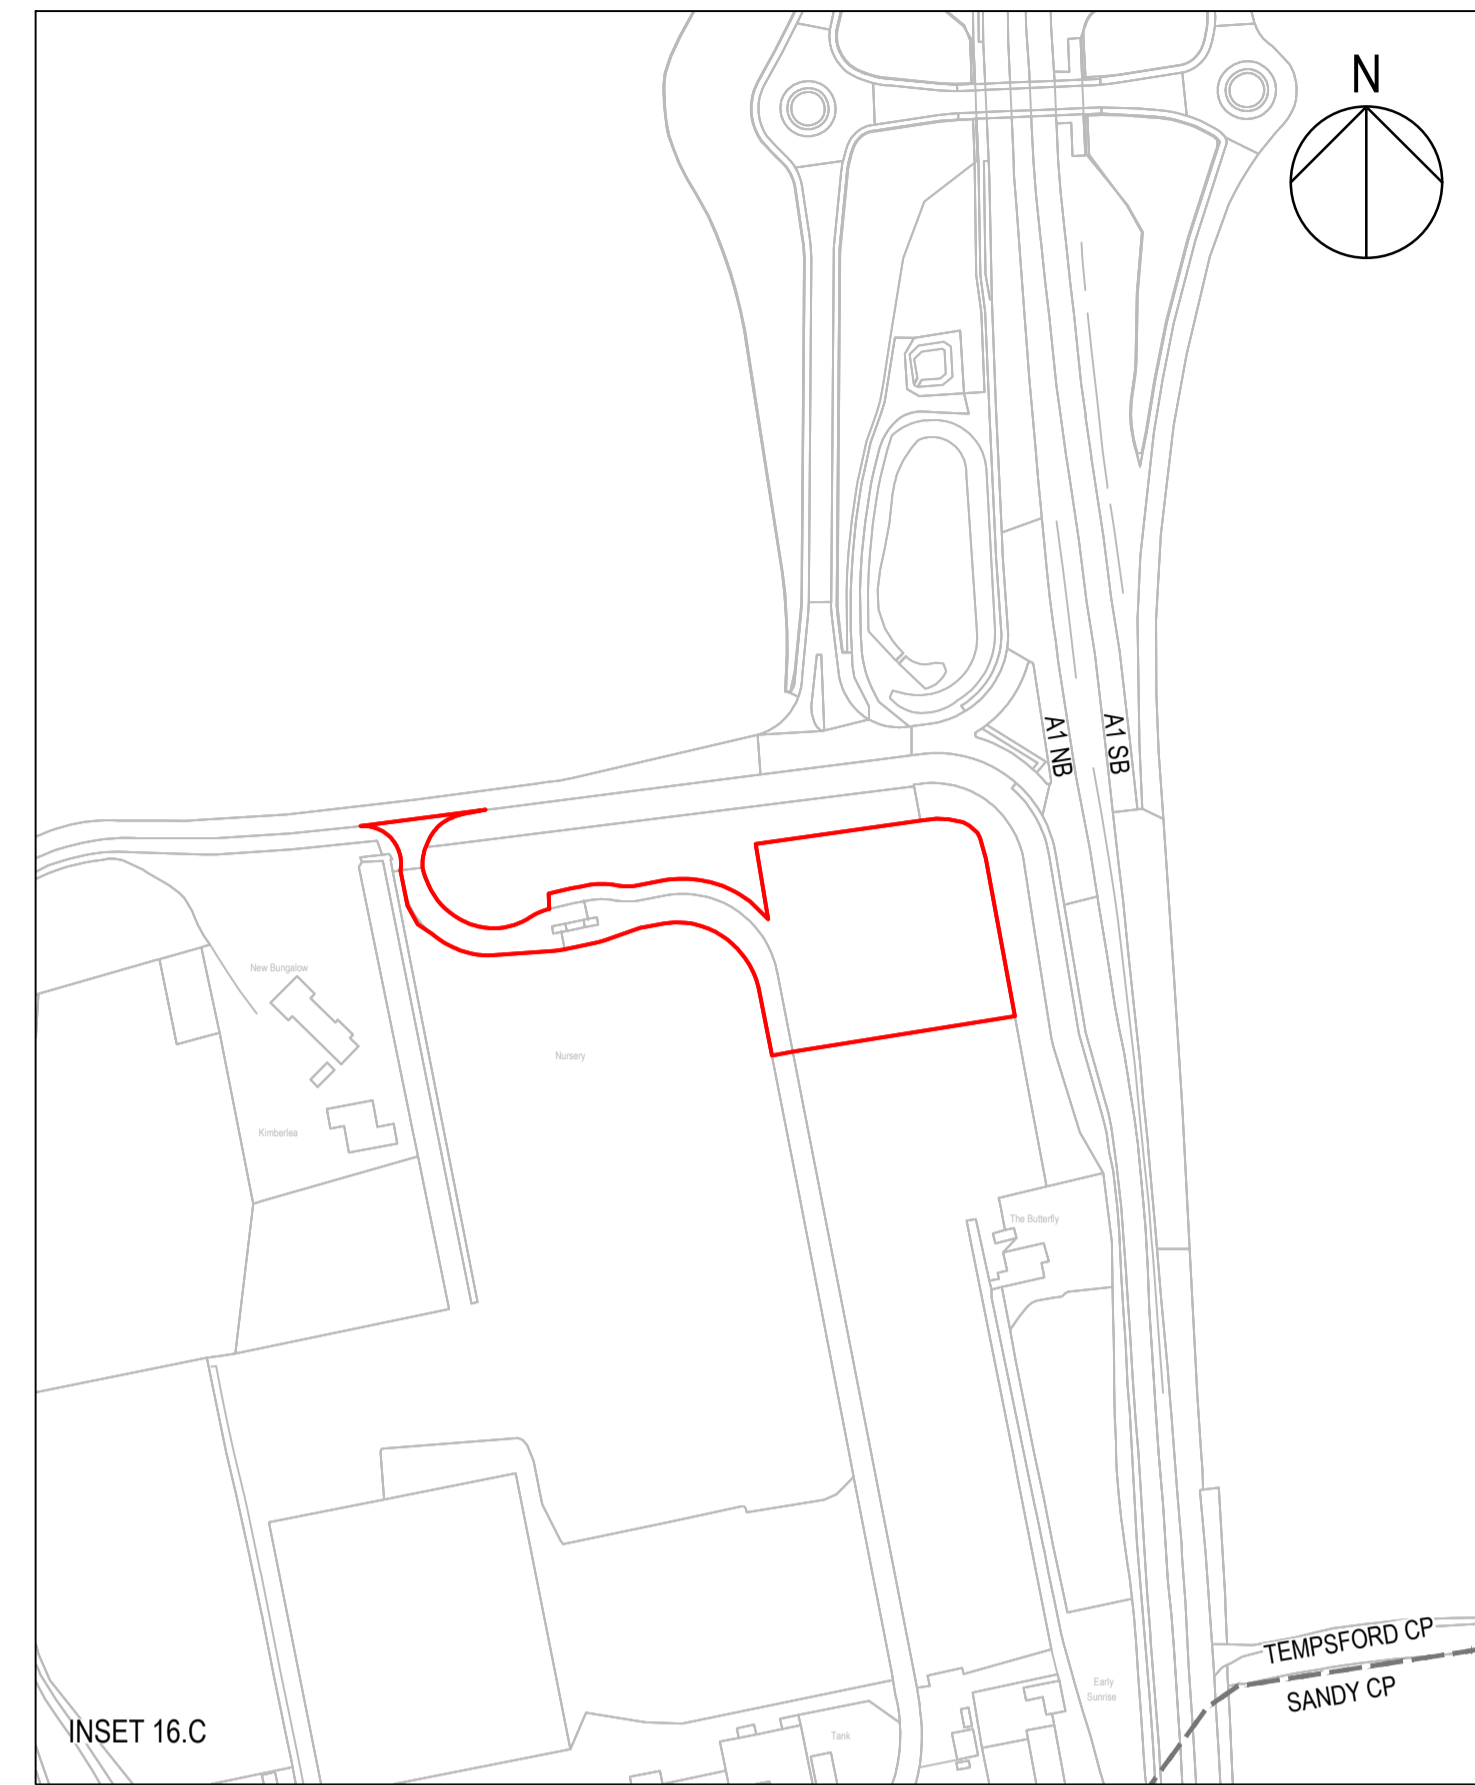 N
A1 NB
A1 SB
New Bungalow
Nursery
Kimberlea
The Butterfly
TEMPSFORD CP
SANDY CP
Early
Sunrise
Tank
INSET 16.C